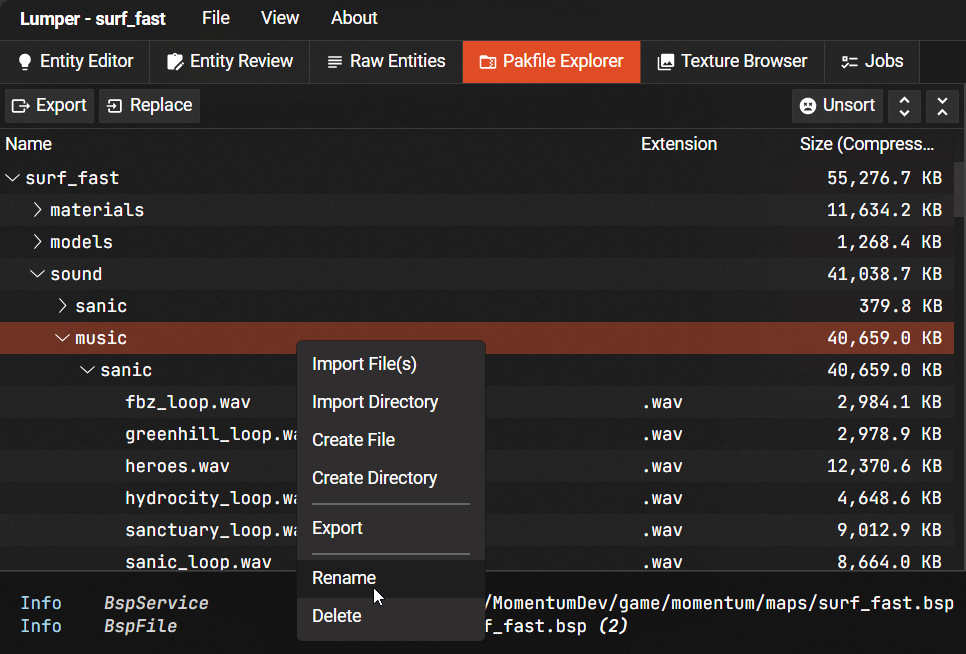 Lumper - surf_fast File View About
Entity Editor Entity Review Raw Entities Pakfile Explorer Texture Browser Jobs
Export Replace Unsort
Name Extension Size (Compress...
surf_fast 55,276.7 KB
materials 11,634.2 KB
models 1,268.4 KB
sound 41,038.7 KB
sanic 379.8 KB
music 40,659.0 KB
sanic 40,659.0 KB
fbz_loop.wav .wav 2,984.1 KB
greenhill_loop.wa .wav 2,978.9 KB
heroes.wav .wav 12,370.6 KB
hydrocity_loop.wa .wav 4,648.6 KB
sanctuary_loop.wa .wav 9,012.9 KB
sanic_loop.wav .wav 8,664.0 KB
Import File(s)
Import Directory
Create File
Create Directory
Export
Rename
Delete
Info BspService /MomentumDev/game/momentum/maps/surf_fast.bsp
Info BspFile f_fast.bsp (2)